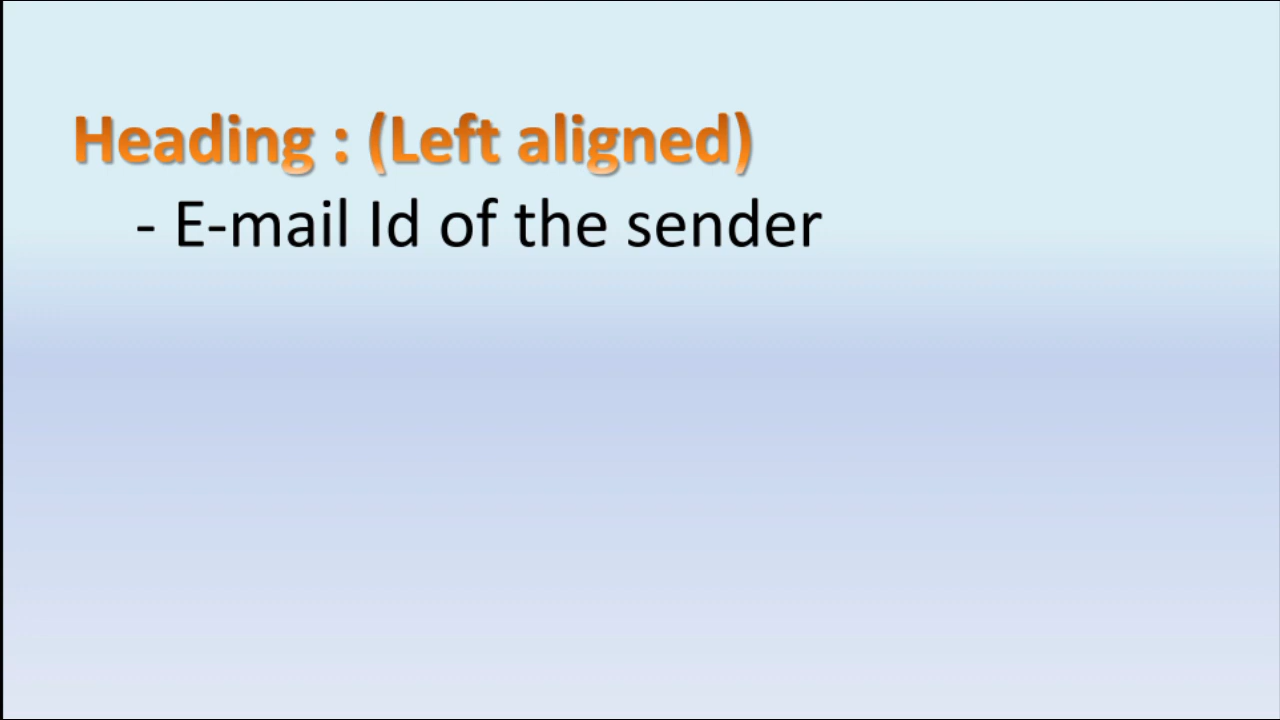 Heading : (Left aligned)
- E-mail Id of the sender